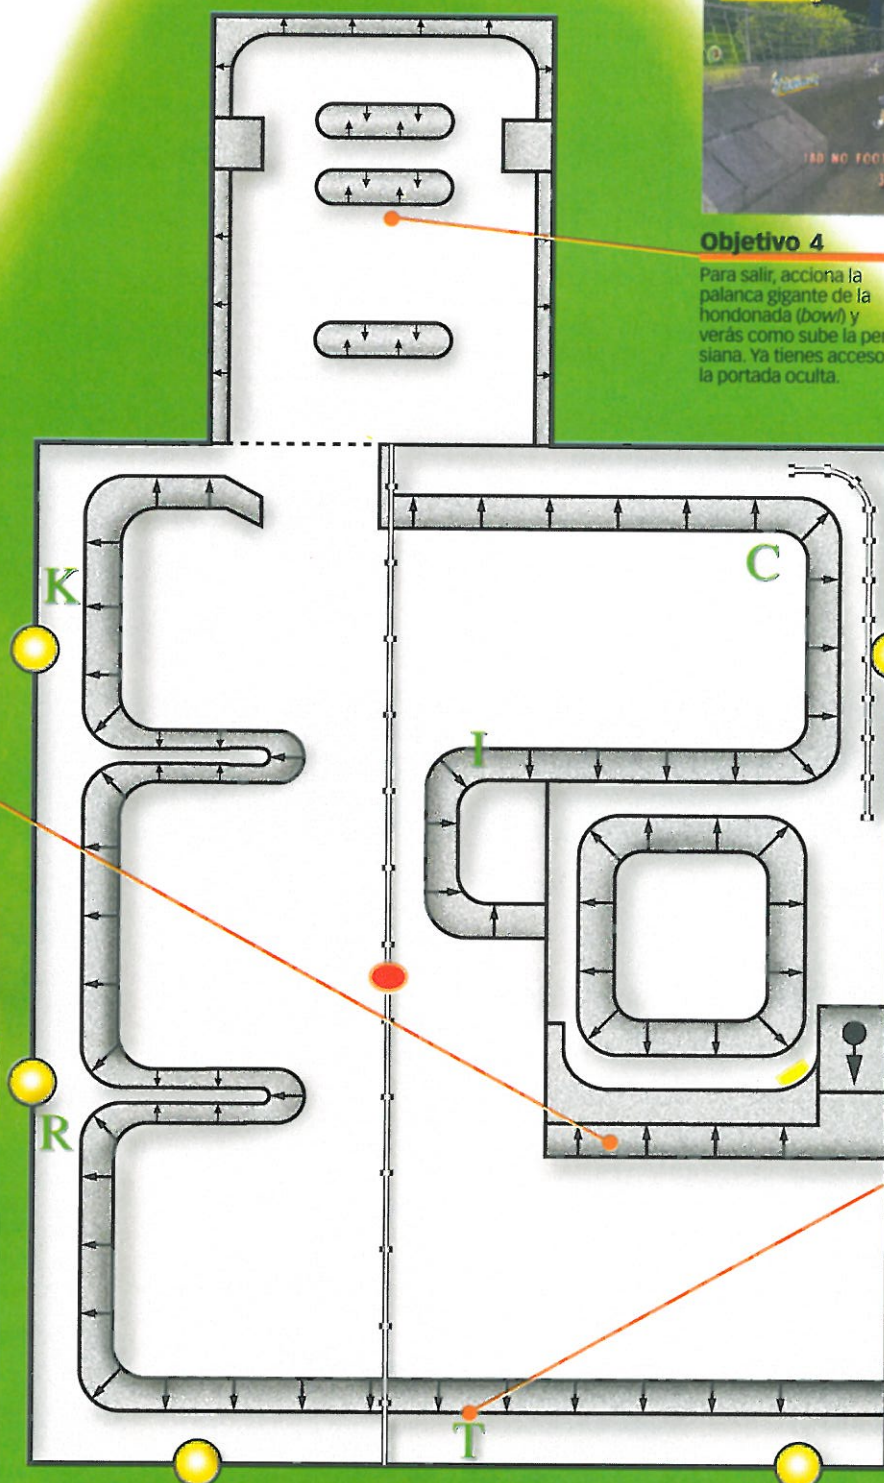 Objetivo 4
Para salir, acciona la
palanca gigante de la
hondonada (bowl) y
verás como sube la per
siana. Ya tienes acceso
la portada oculta.
K
C
I
R
T